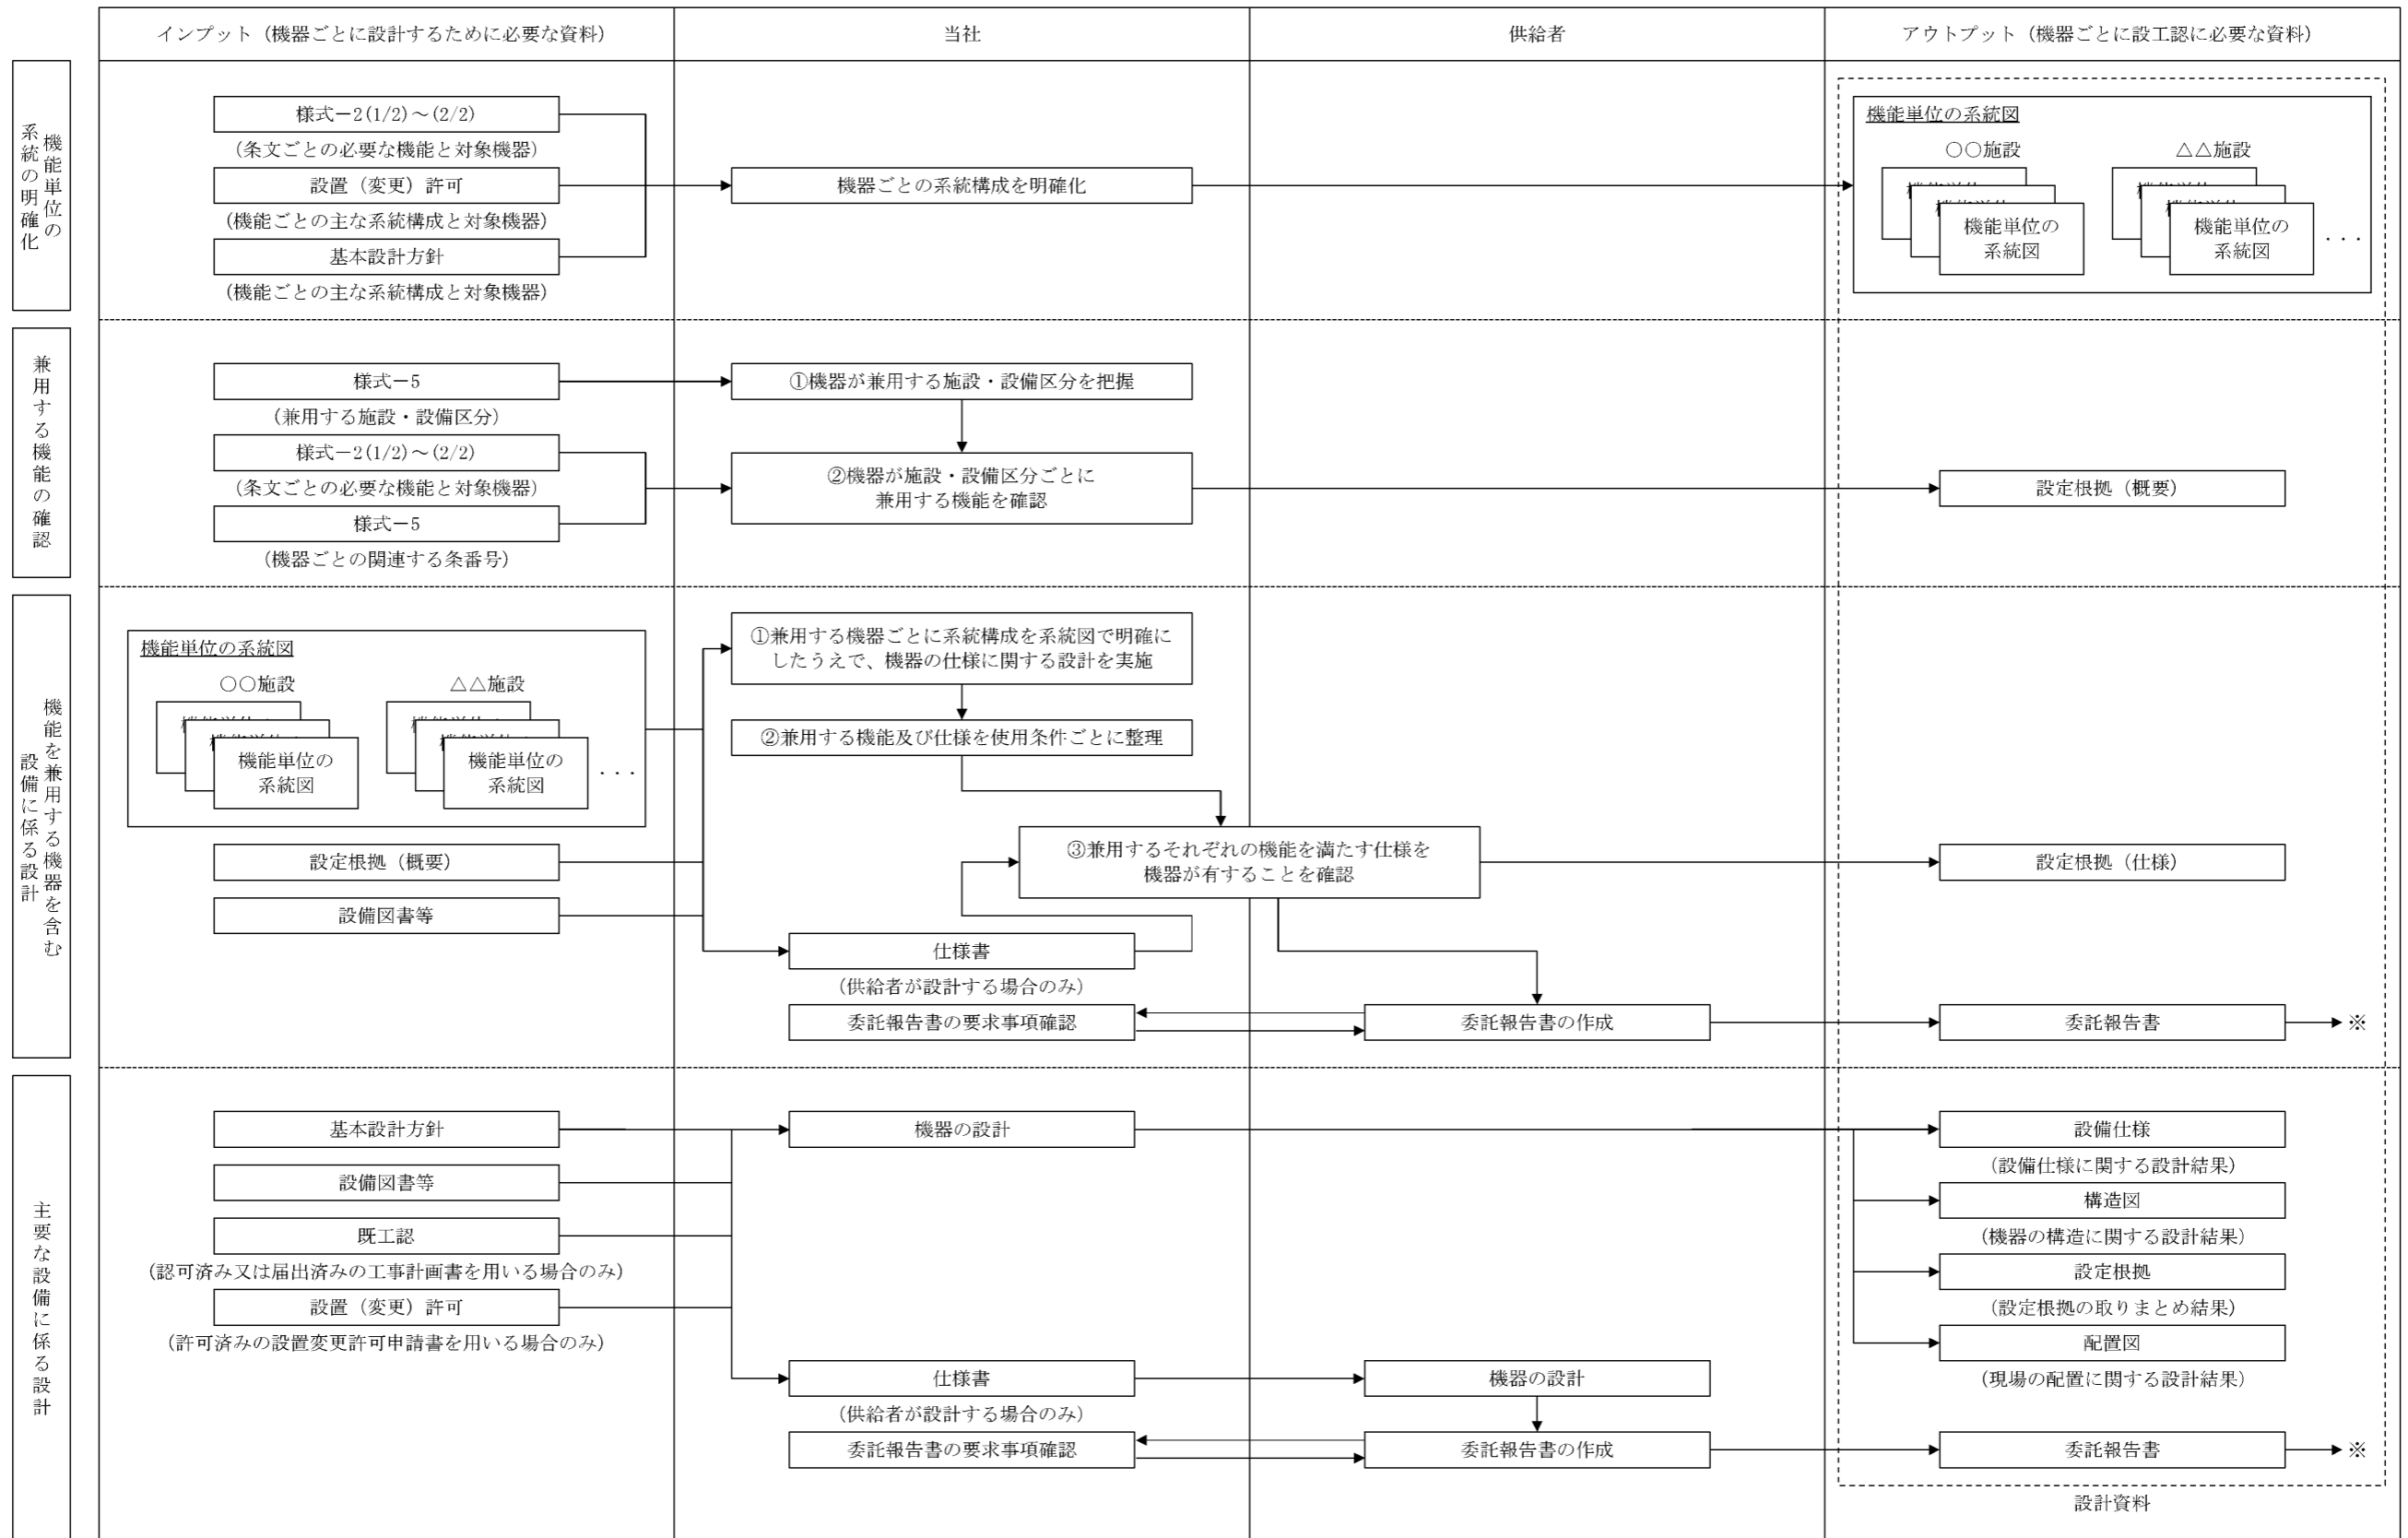 インプット（機器ごとに設計するために必要な資料）
当社
供給者
アウトプット（機器ごとに設工認に必要な資料）
機能単位の
系統の明確化
様式－2(1/2)～(2/2)
（条文ごとの必要な機能と対象機器）
設置（変更）許可
（機能ごとの主な系統構成と対象機器）
基本設計方針
（機能ごとの主な系統構成と対象機器）
機器ごとの系統構成を明確化
機能単位の系統図
○○施設
△△施設
機能単位の
系統図
機能単位の
系統図
・・・
兼用する機能の確認
様式－5
（兼用する施設・設備区分）
様式－2(1/2)～(2/2)
（条文ごとの必要な機能と対象機器）
様式－5
（機器ごとの関連する条番号）
①機器が兼用する施設・設備区分を把握
②機器が施設・設備区分ごとに
兼用する機能を確認
設定根拠（概要）
機能を兼用する機器を含む
設備に係る設計
機能単位の系統図
○○施設
△△施設
機能単位の
系統図
機能単位の
系統図
・・・
設定根拠（概要）
設備図書等
①兼用する機器ごとに系統構成を系統図で明確に
したうえで、機器の仕様に関する設計を実施
②兼用する機能及び仕様を使用条件ごとに整理
③兼用するそれぞれの機能を満たす仕様を
機器が有することを確認
設定根拠（仕様）
仕様書
（供給者が設計する場合のみ）
委託報告書の要求事項確認
委託報告書の作成
委託報告書
※
主要な設備に係る設計
基本設計方針
設備図書等
既工認
（認可済み又は届出済みの工事計画書を用いる場合のみ）
設置（変更）許可
（許可済みの設置変更許可申請書を用いる場合のみ）
機器の設計
設備仕様
（設備仕様に関する設計結果）
構造図
（機器の構造に関する設計結果）
設定根拠
（設定根拠の取りまとめ結果）
配置図
（現場の配置に関する設計結果）
仕様書
（供給者が設計する場合のみ）
機器の設計
委託報告書の要求事項確認
委託報告書の作成
委託報告書
※
設計資料